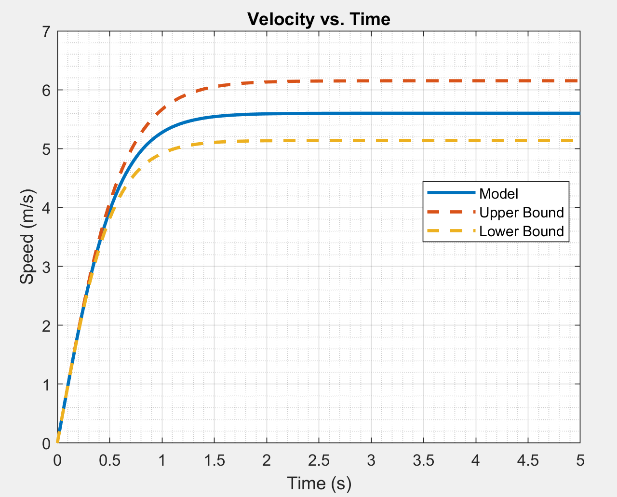 Velocity vs. Time
7
6
5
4
3
2
1
0
Speed (m/s)
Model
Upper Bound
Lower Bound
0 0.5 1 1.5 2 2.5 3 3.5 4 4.5 5
Time (s)